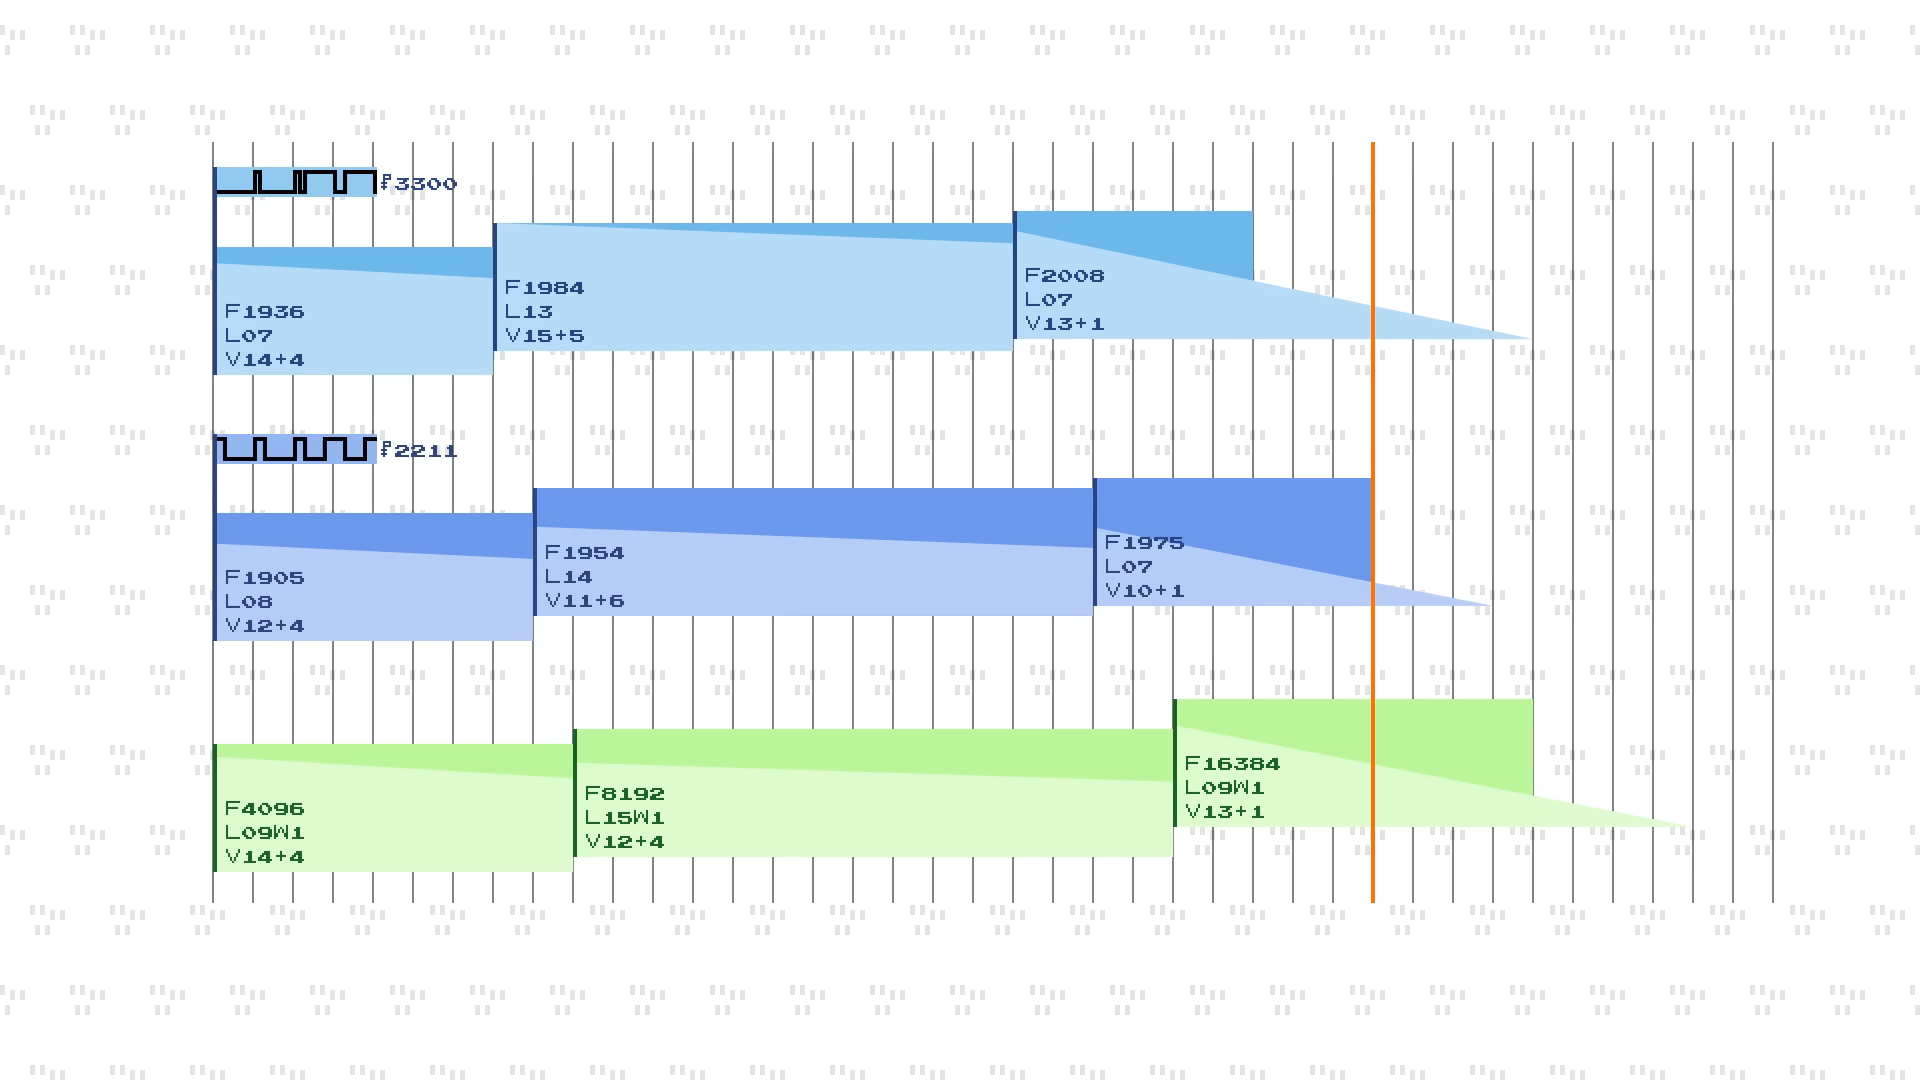 𝑓3300
F1936
L07
V14+4
F1984
L13
V15+5
F2008
L07
V13+1
𝑓2211
F1905
L08
V12+4
F1954
L14
V11+6
F1975
L07
V10+1
F4096
L09W1
V14+4
F8192
L15W1
V12+4
F16384
L09W1
V13+1